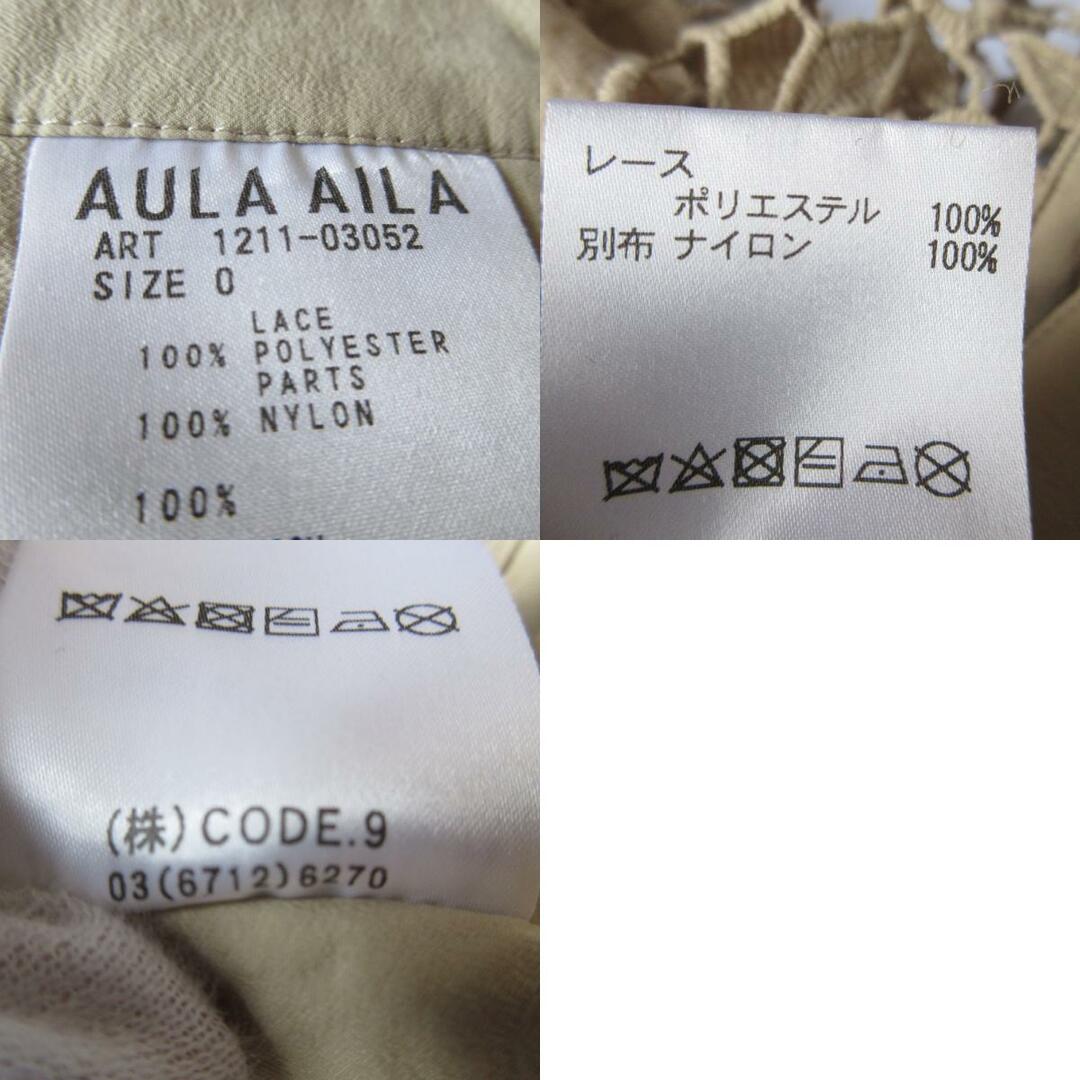 AULA AILA
ART 1211-03052
SIZE 0
LACE
100% POLYESTER
PARTS
100% NYLON
100%
レース
ポリエステル 100%
別布 ナイロン 100%
(株)CODE.9
03(6712)6270